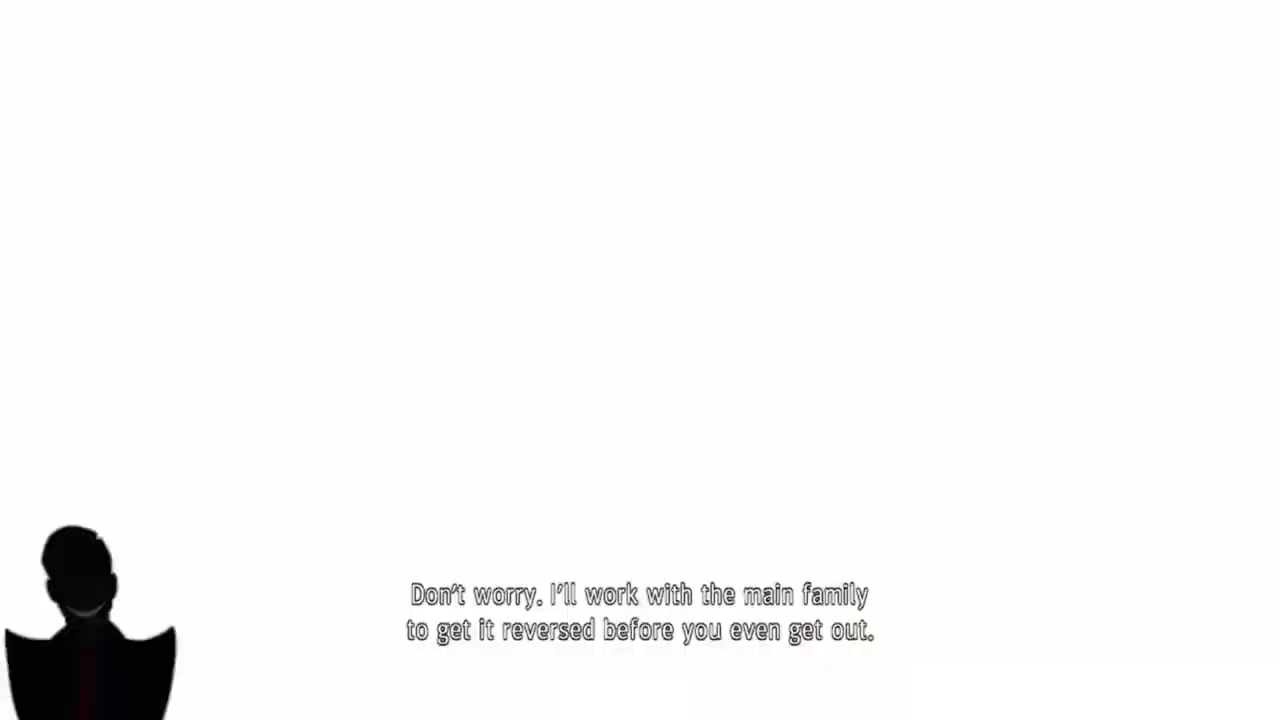 Don't worry. I'll work with the main family
to get it reversed before you even get out.